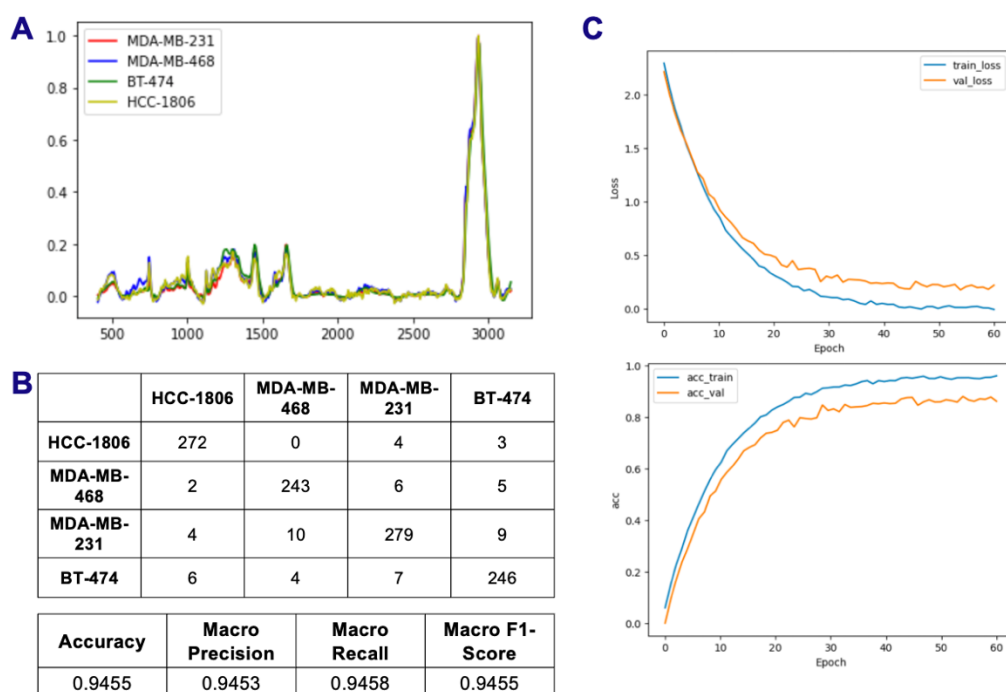 A
1.0
0.8
0.6
0.4
0.2
0.0
MDA-MB-231
MDA-MB-468
BT-474
HCC-1806
500 1000 1500 2000 2500 3000
B
HCC-1806 MDA-MB-468 MDA-MB-231 BT-474
HCC-1806 272 0 4 3
MDA-MB-468 2 243 6 5
MDA-MB-231 4 10 279 9
BT-474 6 4 7 246
Accuracy Macro Precision Macro Recall Macro F1-Score
0.9455 0.9453 0.9458 0.9455
C
train_loss
val_loss
2.0
1.5
1.0
0.5
0.0
Loss
0 10 20 30 40 50 60
Epoch
acc_train
acc_val
1.0
0.8
0.6
0.4
0.2
0.0
acc
0 10 20 30 40 50 60
Epoch